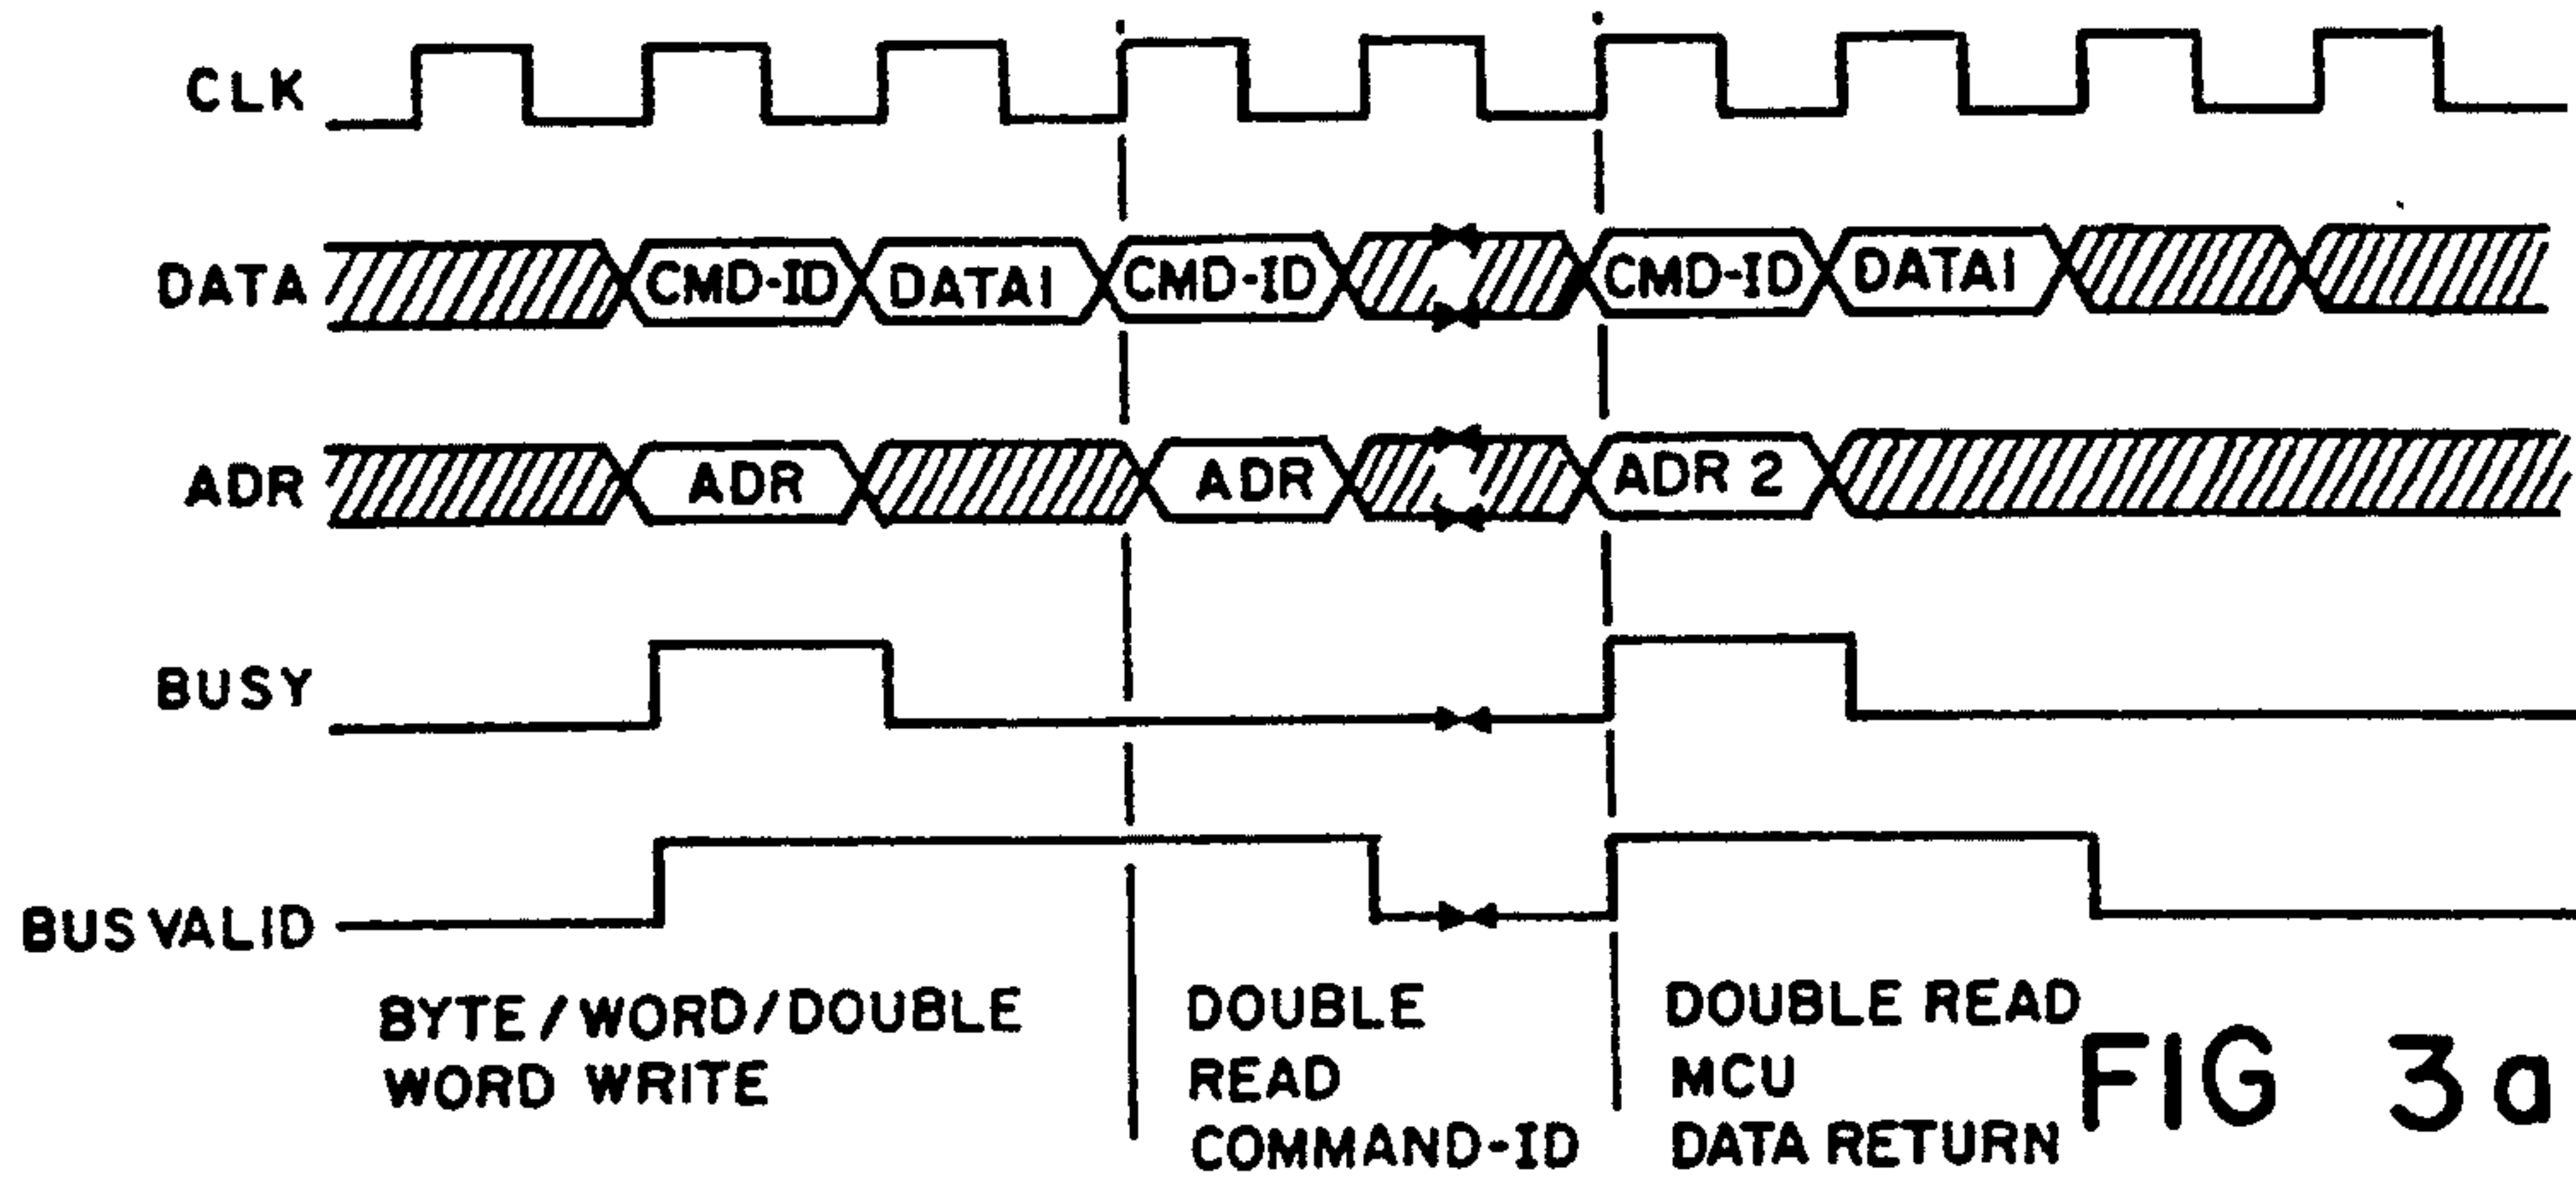 CLK
DATA CMD-ID DATA1 CMD-ID CMD-ID DATA1
ADR ADR ADR ADR 2
BUSY
BUS VALID
BYTE/WORD/DOUBLE
WORD WRITE
DOUBLE
READ
COMMAND-ID
DOUBLE READ
MCU
DATA RETURN
FIG 3a